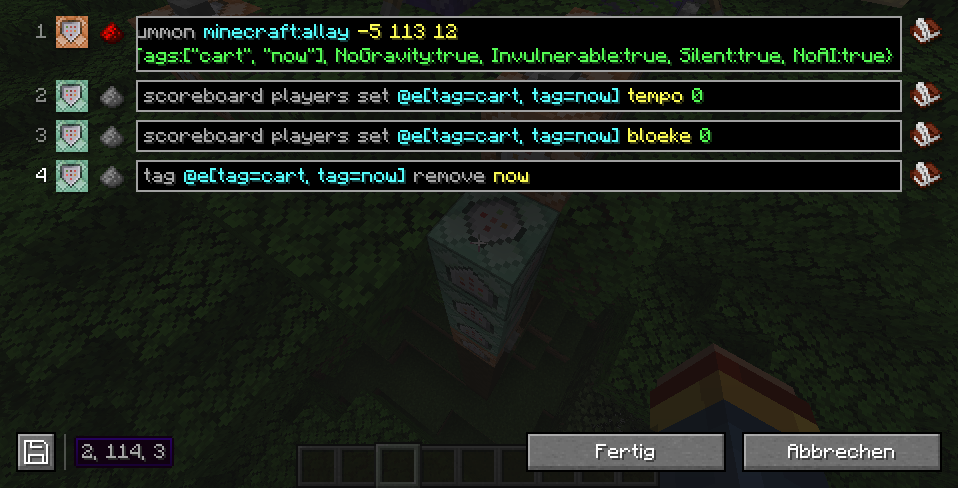 1 ummon minecraft:allay -5 113 12
ags:["cart", "now"], NoGravity:true, Invulnerable:true, Silent:true, NoAI:true}
2 scoreboard players set @e[tag=cart, tag=now] tempo 0
3 scoreboard players set @e[tag=cart, tag=now] bloeke 0
4 tag @e[tag=cart, tag=now] remove now
2, 114, 3
Fertig
Abbrechen